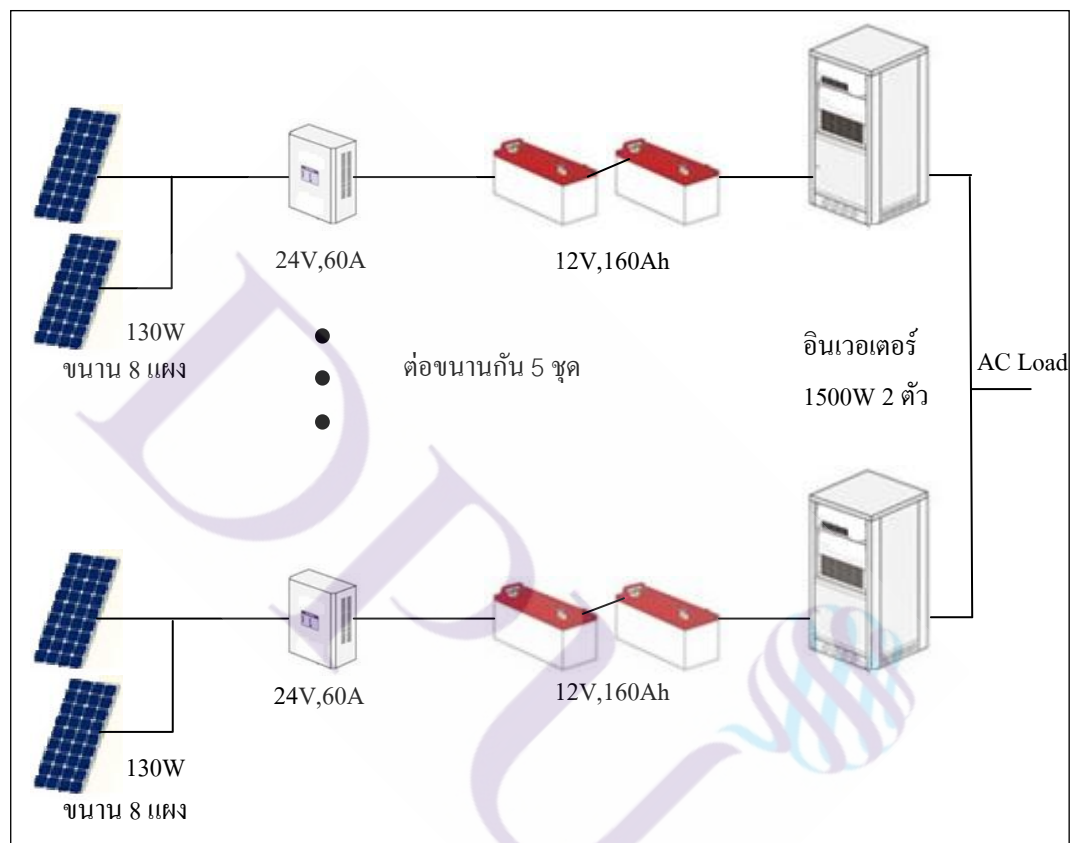 24V,60A
12V,160Ah
130W
ขนาน 8 แผง
ต่อขนานกัน 5 ชุด
อินเวอเตอร์
1500W 2 ตัว
AC Load
24V,60A
12V,160Ah
130W
ขนาน 8 แผง
DPU